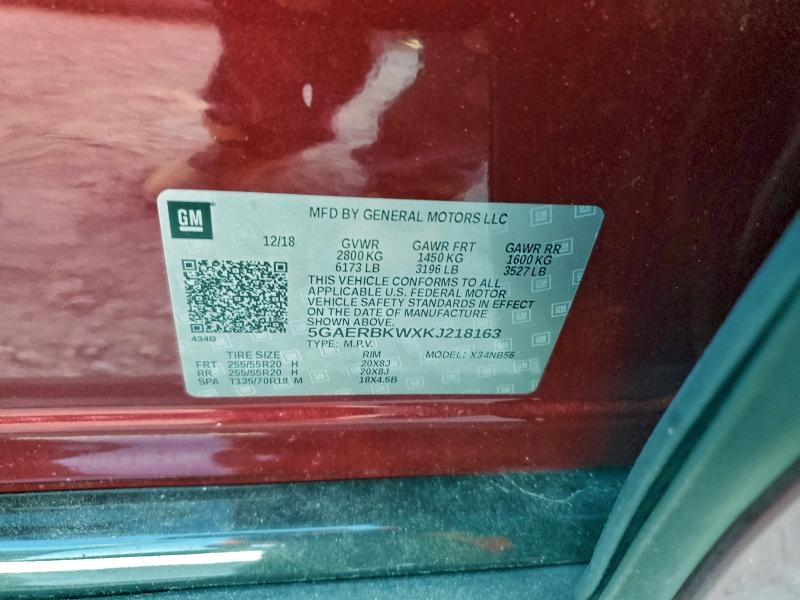 GM
MFD BY GENERAL MOTORS LLC
12/18 GVWR GAWR FRT GAWR RR
2800 KG 1450 KG 1600 KG
6173 LB 3196 LB 3527 LB
THIS VEHICLE CONFORMS TO ALL
APPLICABLE U.S. FEDERAL MOTOR
VEHICLE SAFETY STANDARDS IN EFFECT
ON THE DATE OF MANUFACTURE
SHOWN ABOVE.
434B 5GAERBKWXKJ218163
TYPE: M.P.V. MODEL: X34NB56
TIRE SIZE RIM
FRT 255/55R20 H 20X8J
RR 255/55R20 H 20X8J
SPA T135/70R18 M 18X4.5B